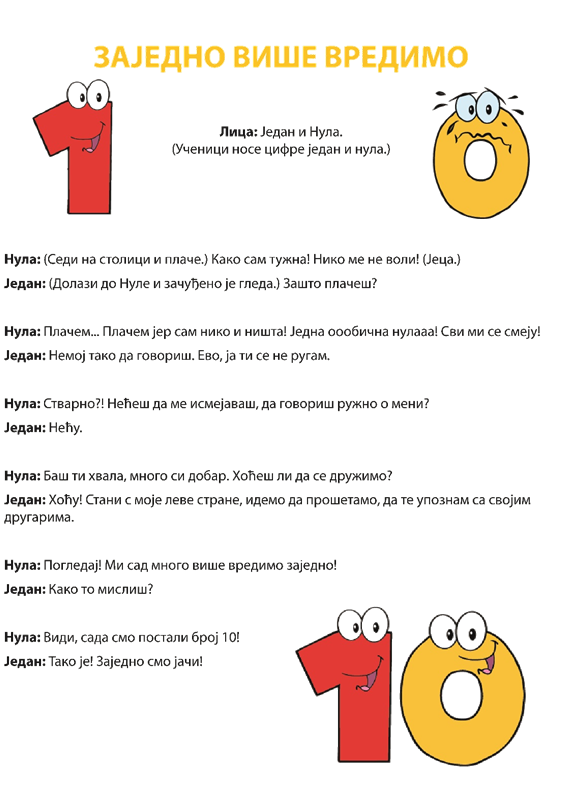 ЗАЈЕДНО ВИШЕ ВРЕДИМО
Лица: Један и Нула.
(Ученици носе цифре један и нула.)
Нула: (Седи на столици и плаче.) Како сам тужна! Нико ме не воли! (Јеца.)
Један: (Долази до Нуле и зачуђено је гледа.) Зашто плачеш?
Нула: Плачем... Плачем јер сам нико и ништа! Једна оообична нулааа! Сви ми се смеју!
Један: Немој тако да говориш. Ево, ја ти се не ругам.
Нула: Стварно?! Нећеш да ме исмејаваш, да говориш ружно о мени?
Један: Нећу.
Нула: Баш ти хвала, много си добар. Хоћеш ли да се дружимо?
Један: Хоћу! Стани с моје леве стране, идемо да прошетамо, да те упознам са својим
другарима.
Нула: Погледај! Ми сад много више вредимо заједно!
Један: Како то мислиш?
Нула: Види, сада смо постали број 10!
Један: Тако је! Заједно смо јачи!